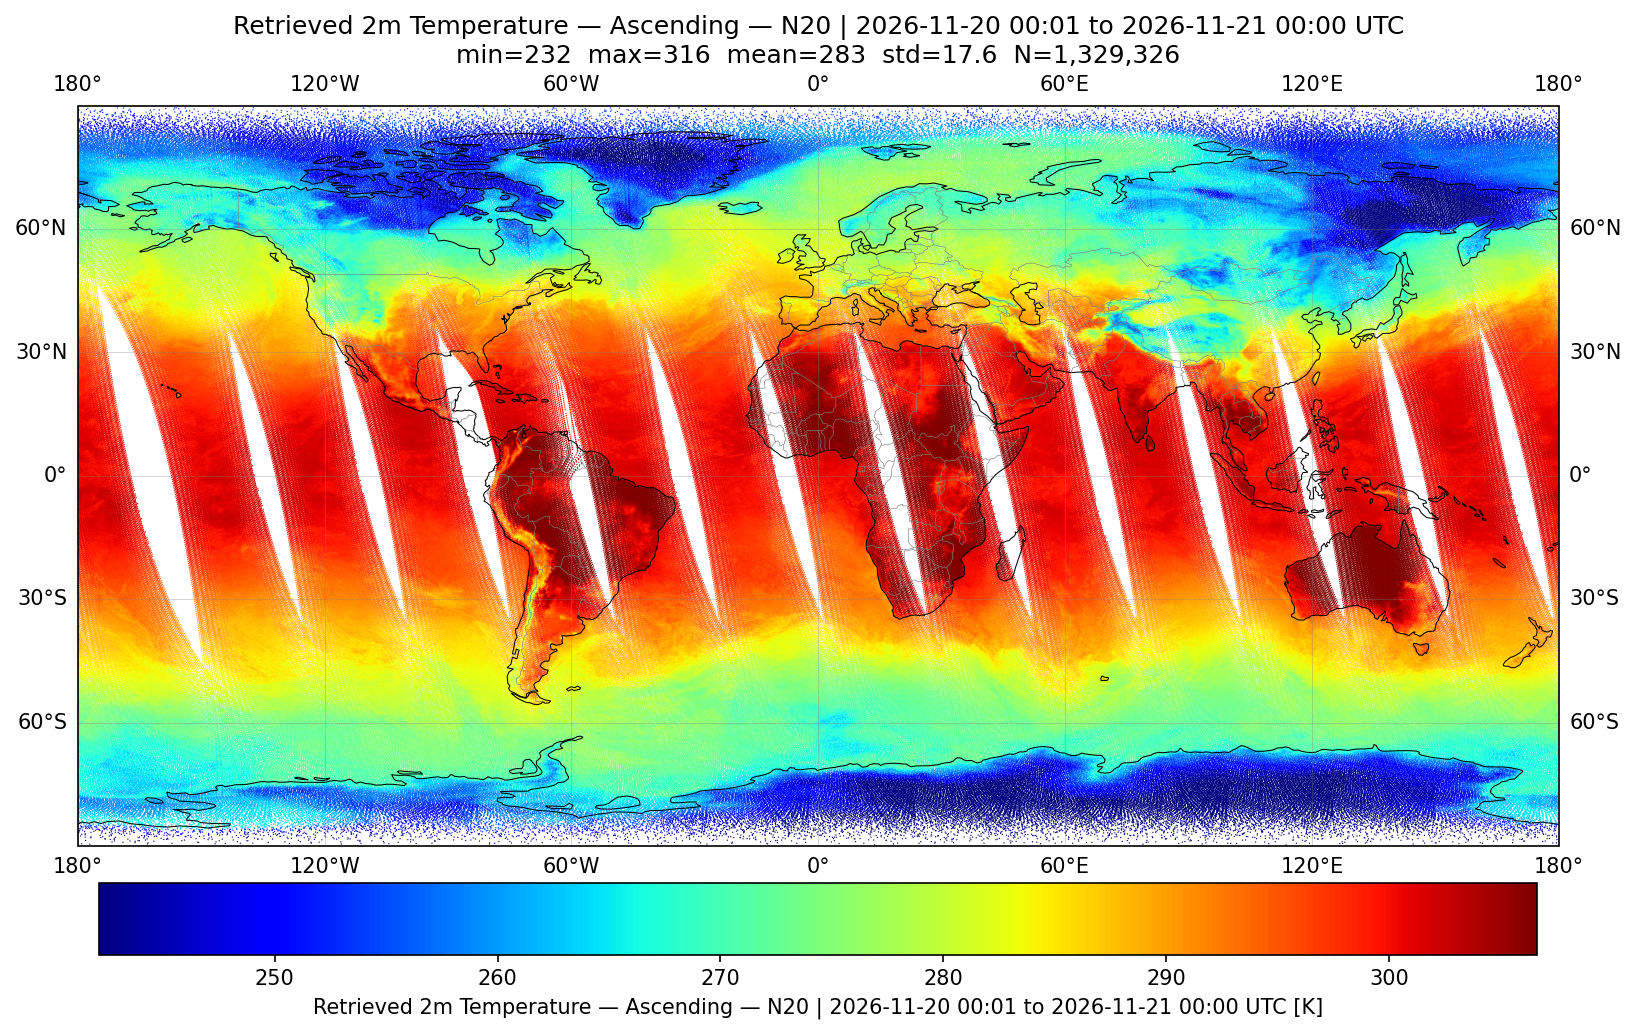 Retrieved 2m Temperature — Ascending — N20 | 2026-11-20 00:01 to 2026-11-21 00:00 UTC
min=232 max=316 mean=283 std=17.6 N=1,329,326
180° 120°W 60°W 0° 60°E 120°E 180°
60°N 60°N
30°N 30°N
0° 0°
30°S 30°S
60°S 60°S
180° 120°W 60°W 0° 60°E 120°E 180°
250 260 270 280 290 300
Retrieved 2m Temperature — Ascending — N20 | 2026-11-20 00:01 to 2026-11-21 00:00 UTC [K]